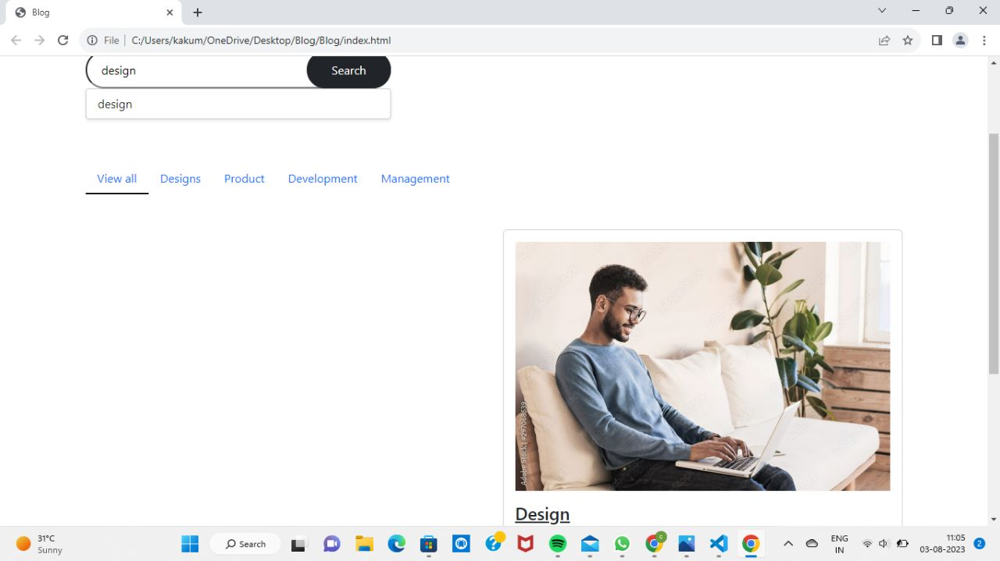 Blog
File
C:/Users/kakum/OneDrive/Desktop/Blog/Blog/index.html
design
Search
design
View all
Designs
Product
Development
Management
Adobe Stock | #297068639
Design
31°C
Sunny
Search
C
ENG
IN
11:05
03-08-2023
2